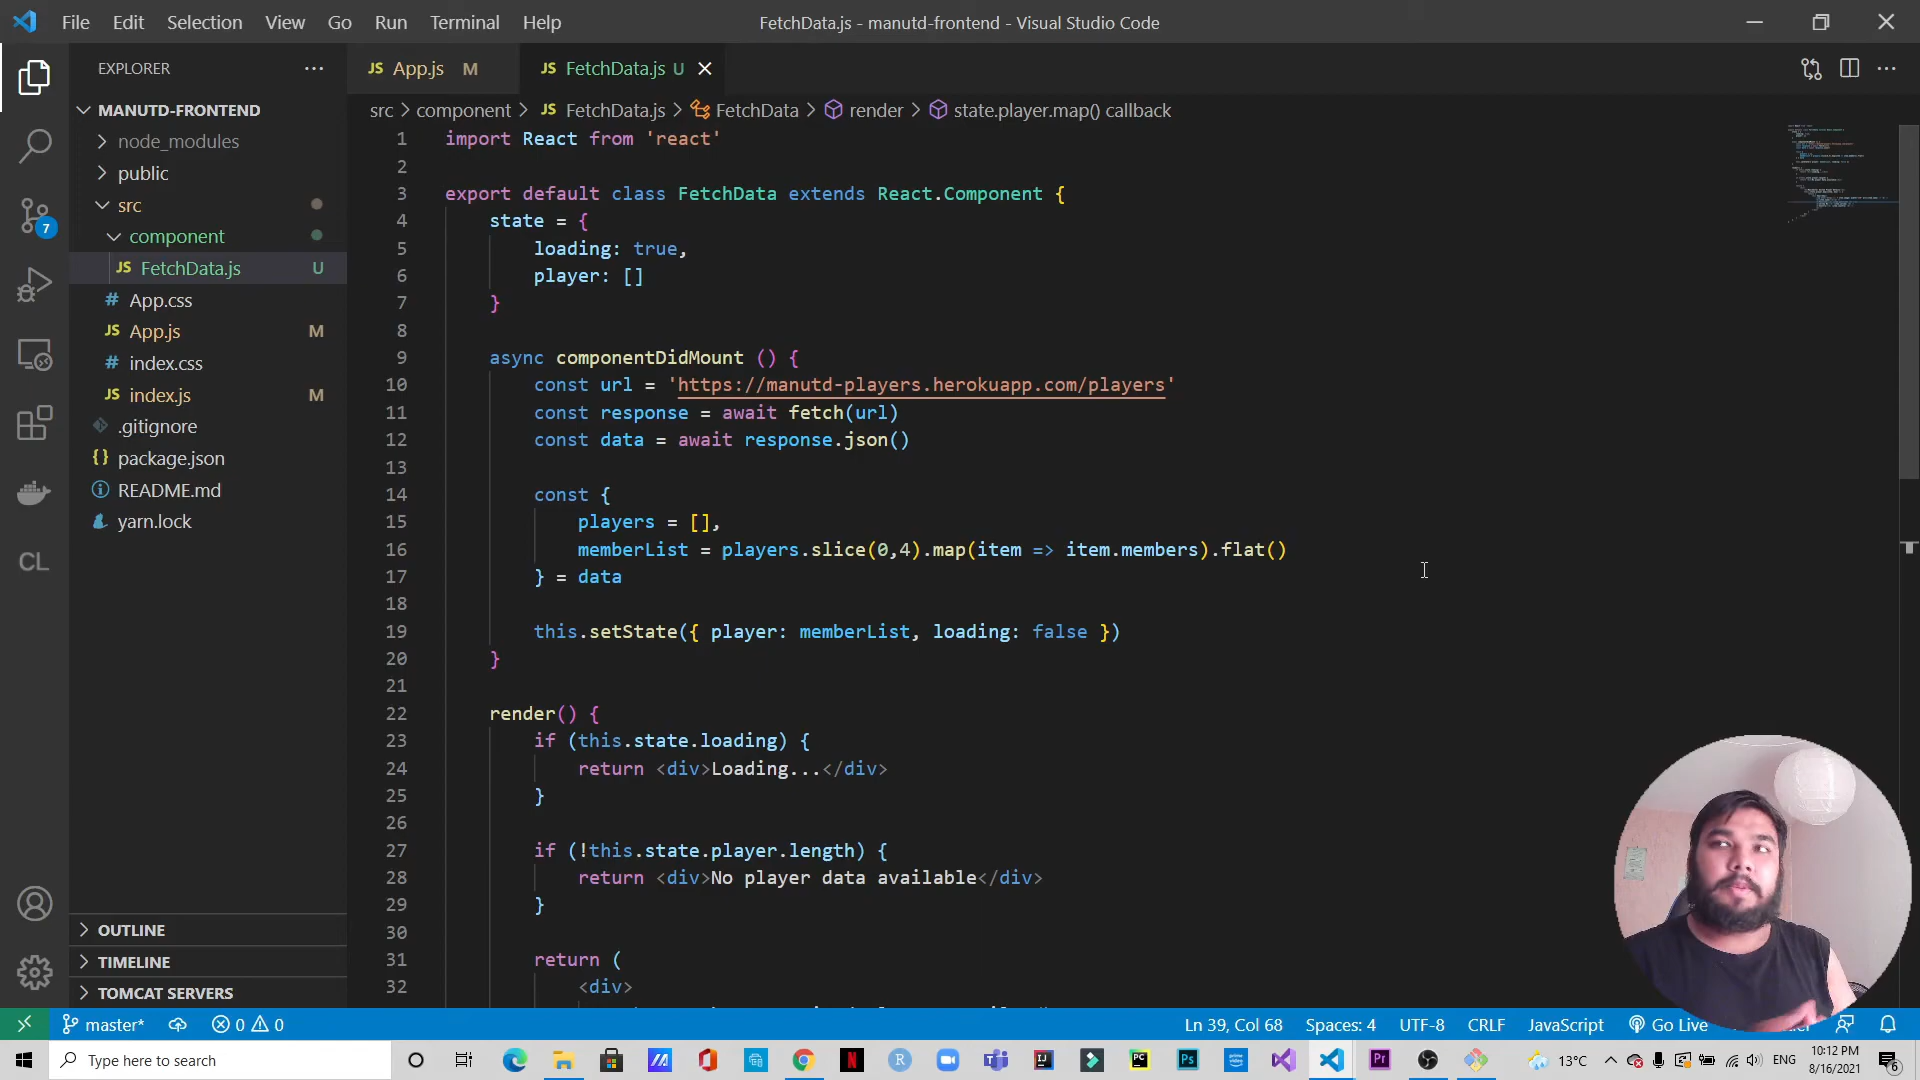 File Edit Selection View Go Run Terminal Help
FetchData.js - manutd-frontend - Visual Studio Code
EXPLORER
JS App.js M
JS FetchData.js U
MANUTD-FRONTEND
node_modules
public
src
component
JS FetchData.js U
# App.css
JS App.js M
# index.css
JS index.js M
.gitignore
{} package.json
README.md
yarn.lock
7
CL
OUTLINE
TIMELINE
TOMCAT SERVERS
src > component > JS FetchData.js > FetchData > render > state.player.map() callback
1 import React from 'react'
2
3 export default class FetchData extends React.Component {
4 state = {
5 loading: true,
6 player: []
7 }
8
9 async componentDidMount () {
10 const url = 'https://manutd-players.herokuapp.com/players'
11 const response = await fetch(url)
12 const data = await response.json()
13
14 const {
15 players = [],
16 memberList = players.slice(0,4).map(item => item.members).flat()
17 } = data
18
19 this.setState({ player: memberList, loading: false })
20 }
21
22 render() {
23 if (this.state.loading) {
24 return <div>Loading...</div>
25 }
26
27 if (!this.state.player.length) {
28 return <div>No player data available</div>
29 }
30
31 return (
32 <div>
master* 0 0
Ln 39, Col 68 Spaces: 4 UTF-8 CRLF JavaScript Go Live
Type here to search
13°C
ENG
10:12 PM
8/16/2021
6